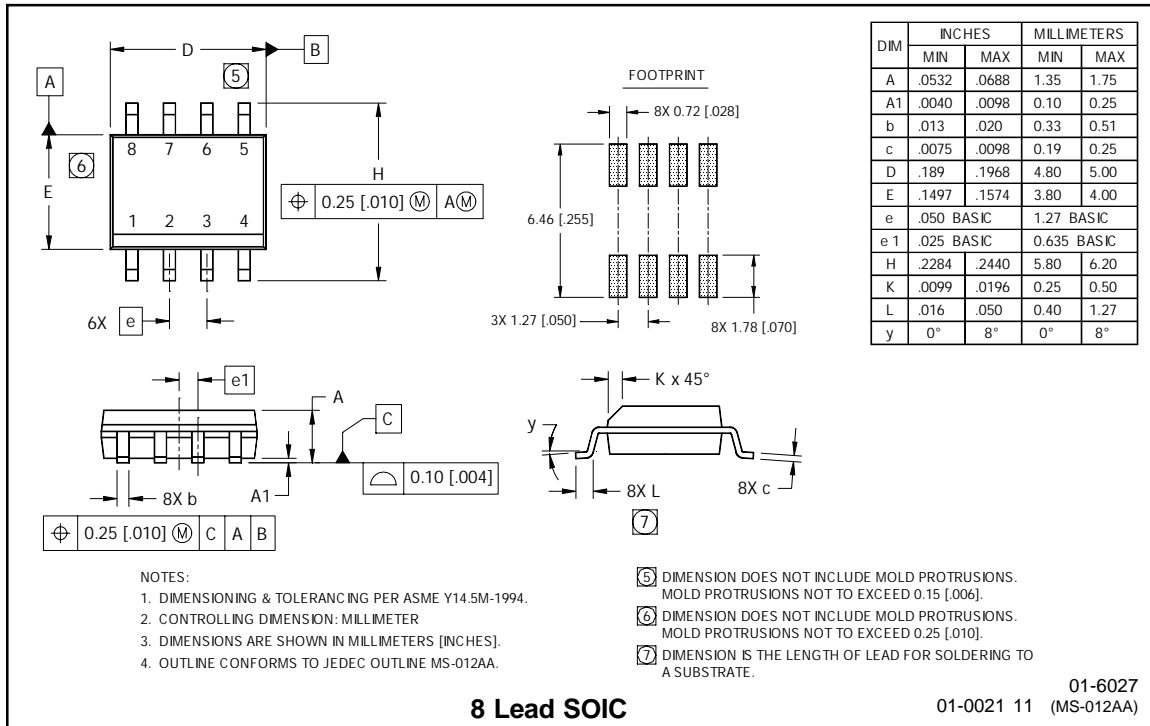 D
B
A
5
8 7 6 5
6
E
H
⌖ 0.25 [.010] Ⓜ AⓂ
1 2 3 4
6X e
FOOTPRINT
8X 0.72 [.028]
6.46 [.255]
3X 1.27 [.050]
8X 1.78 [.070]
DIM INCHES MILLIMETERS
MIN MAX MIN MAX
A .0532 .0688 1.35 1.75
A1 .0040 .0098 0.10 0.25
b .013 .020 0.33 0.51
c .0075 .0098 0.19 0.25
D .189 .1968 4.80 5.00
E .1497 .1574 3.80 4.00
e .050 BASIC 1.27 BASIC
e 1 .025 BASIC 0.635 BASIC
H .2284 .2440 5.80 6.20
K .0099 .0196 0.25 0.50
L .016 .050 0.40 1.27
y 0° 8° 0° 8°
e1
A
C
⌓ 0.10 [.004]
8X b
A1
⌖ 0.25 [.010] Ⓜ C A B
K x 45°
y
8X L
7
8X c
NOTES:
1. DIMENSIONING & TOLERANCING PER ASME Y14.5M-1994.
2. CONTROLLING DIMENSION: MILLIMETER
3. DIMENSIONS ARE SHOWN IN MILLIMETERS [INCHES].
4. OUTLINE CONFORMS TO JEDEC OUTLINE MS-012AA.
5 DIMENSION DOES NOT INCLUDE MOLD PROTRUSIONS.
MOLD PROTRUSIONS NOT TO EXCEED 0.15 [.006].
6 DIMENSION DOES NOT INCLUDE MOLD PROTRUSIONS.
MOLD PROTRUSIONS NOT TO EXCEED 0.25 [.010].
7 DIMENSION IS THE LENGTH OF LEAD FOR SOLDERING TO
A SUBSTRATE.
8 Lead SOIC
01-6027
01-0021 11 (MS-012AA)